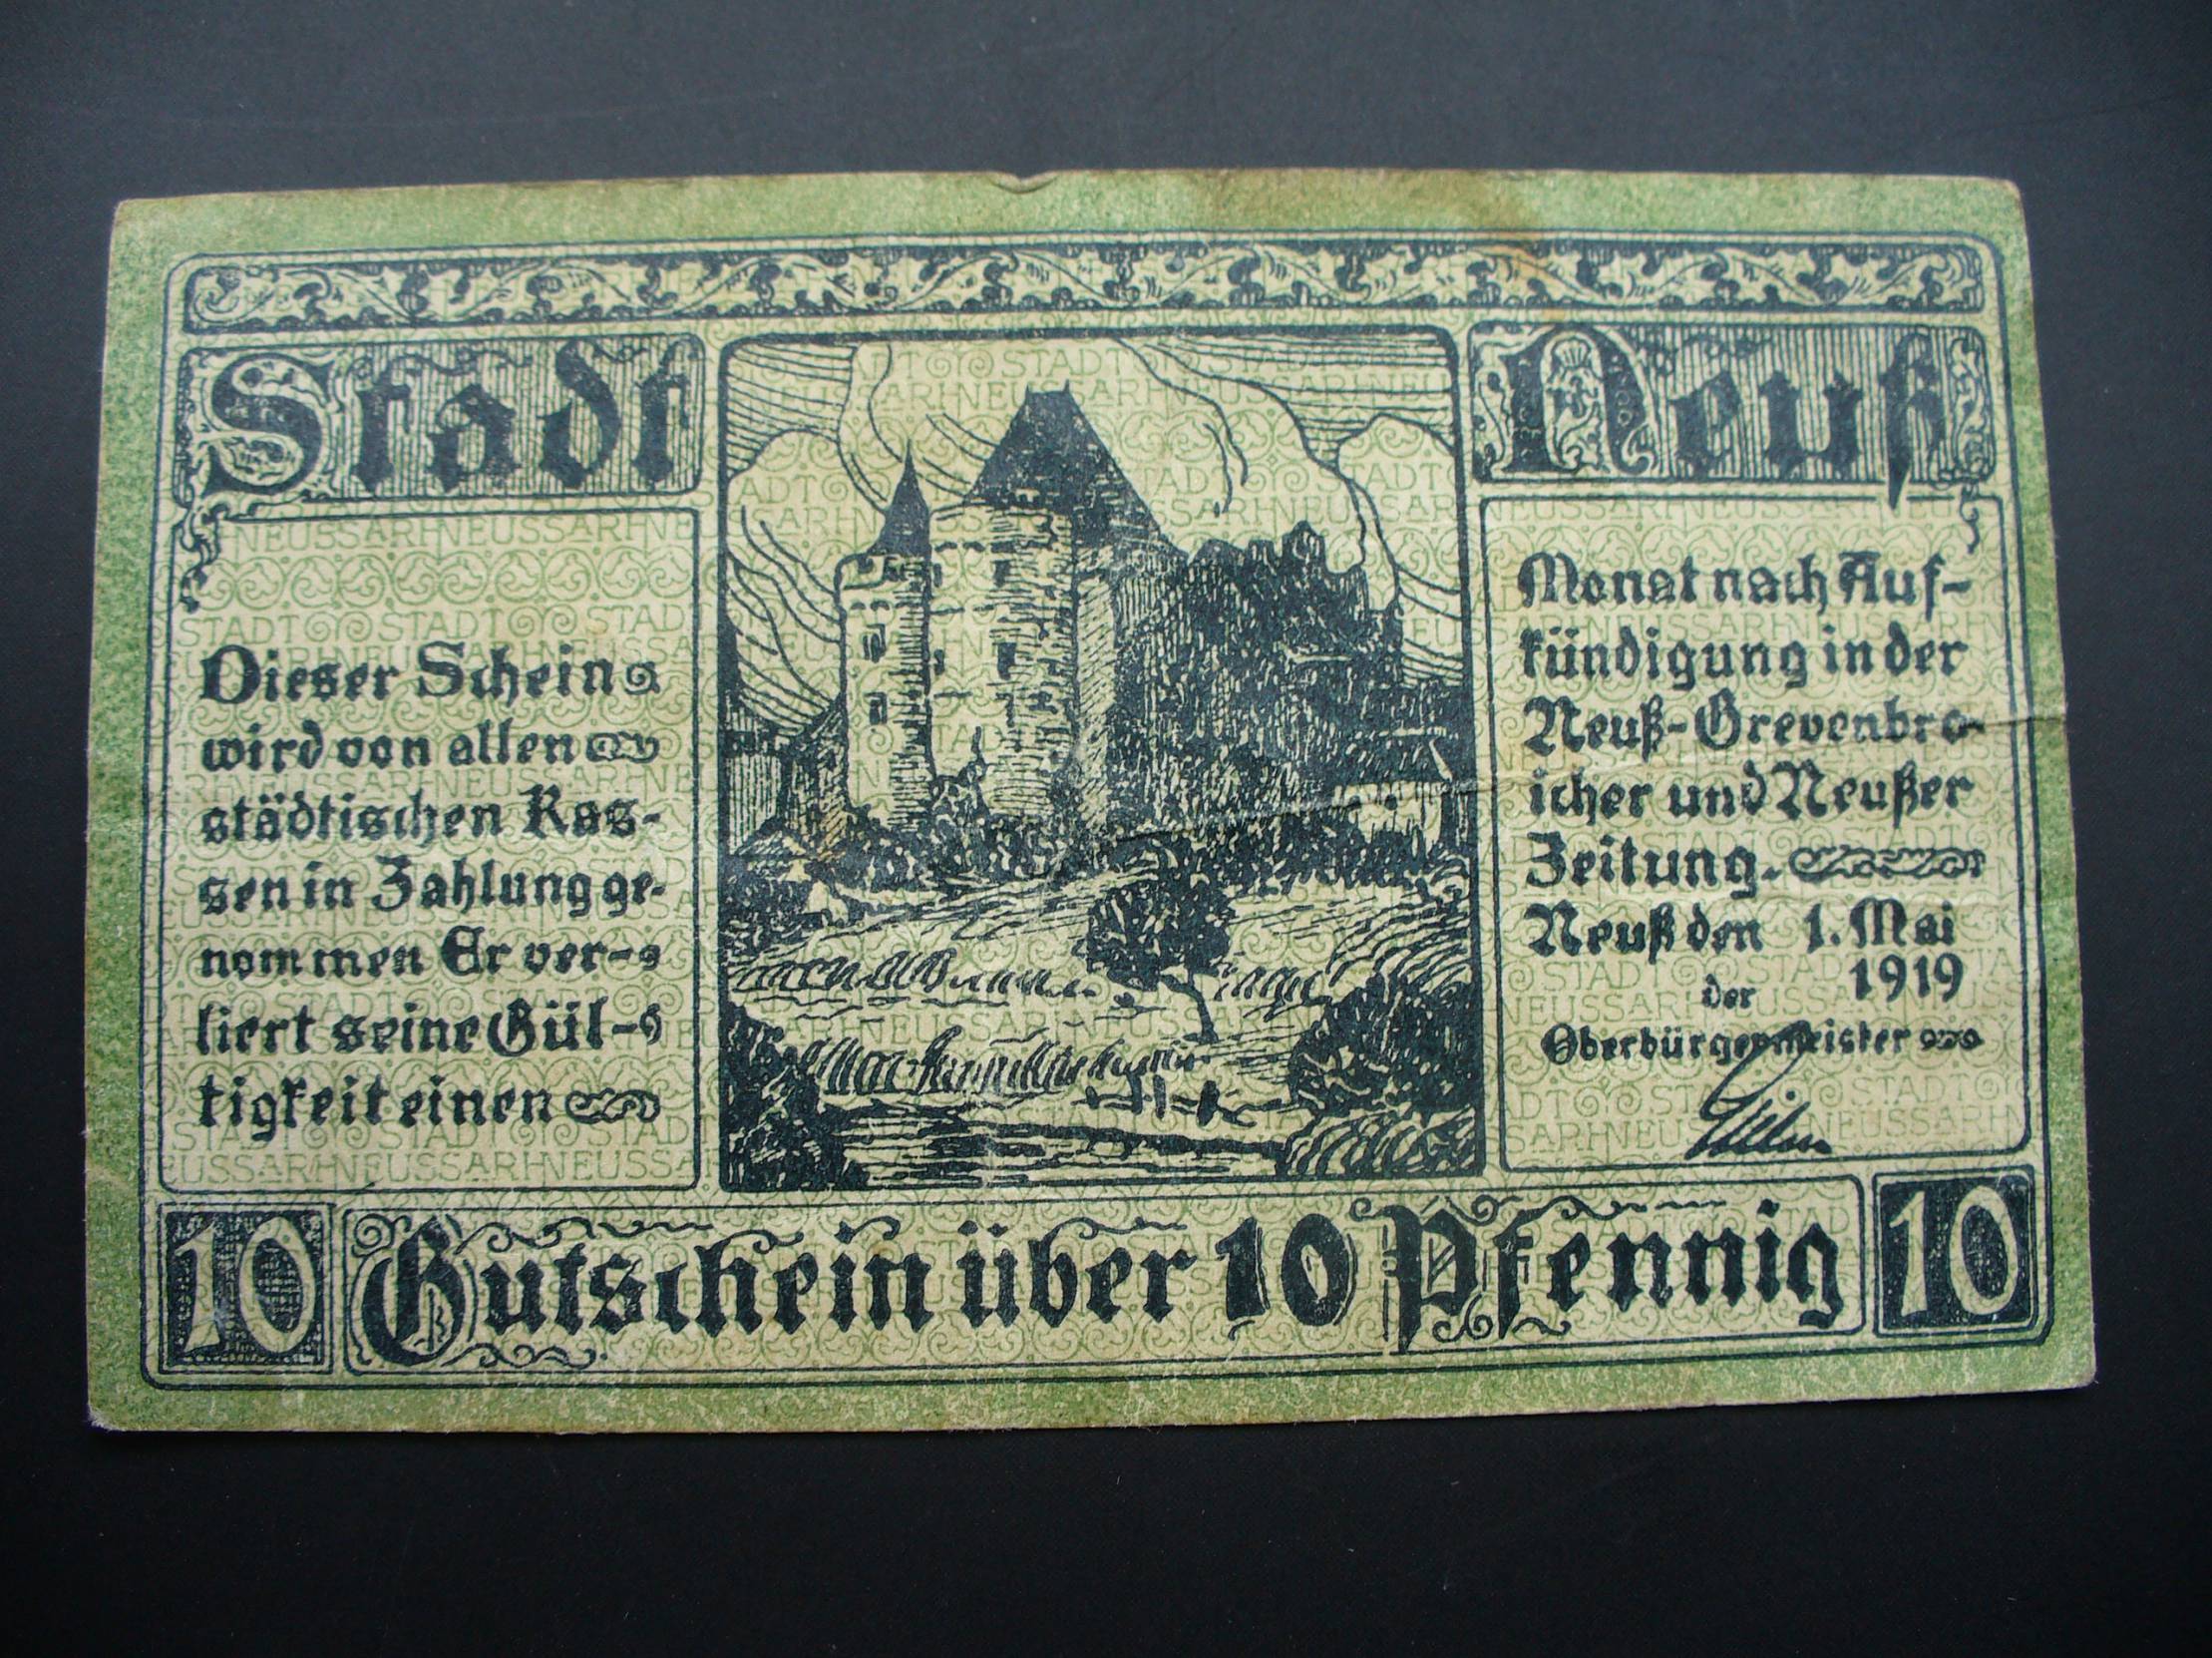 Stadt
Neuß
Dieser Schein
wird von allen
städtischen Kas-
sen in Zahlung ge-
nommen Er ver-
liert seine Gül-
tigkeit einen
Monat nach Auf-
kündigung in der
Neuß-Grevenbro-
icher und Neußer
Zeitung.
Neuß den 1. Mai
1919
der
Oberbürgermeister
10
Gutschein über 10 Pfennig
10